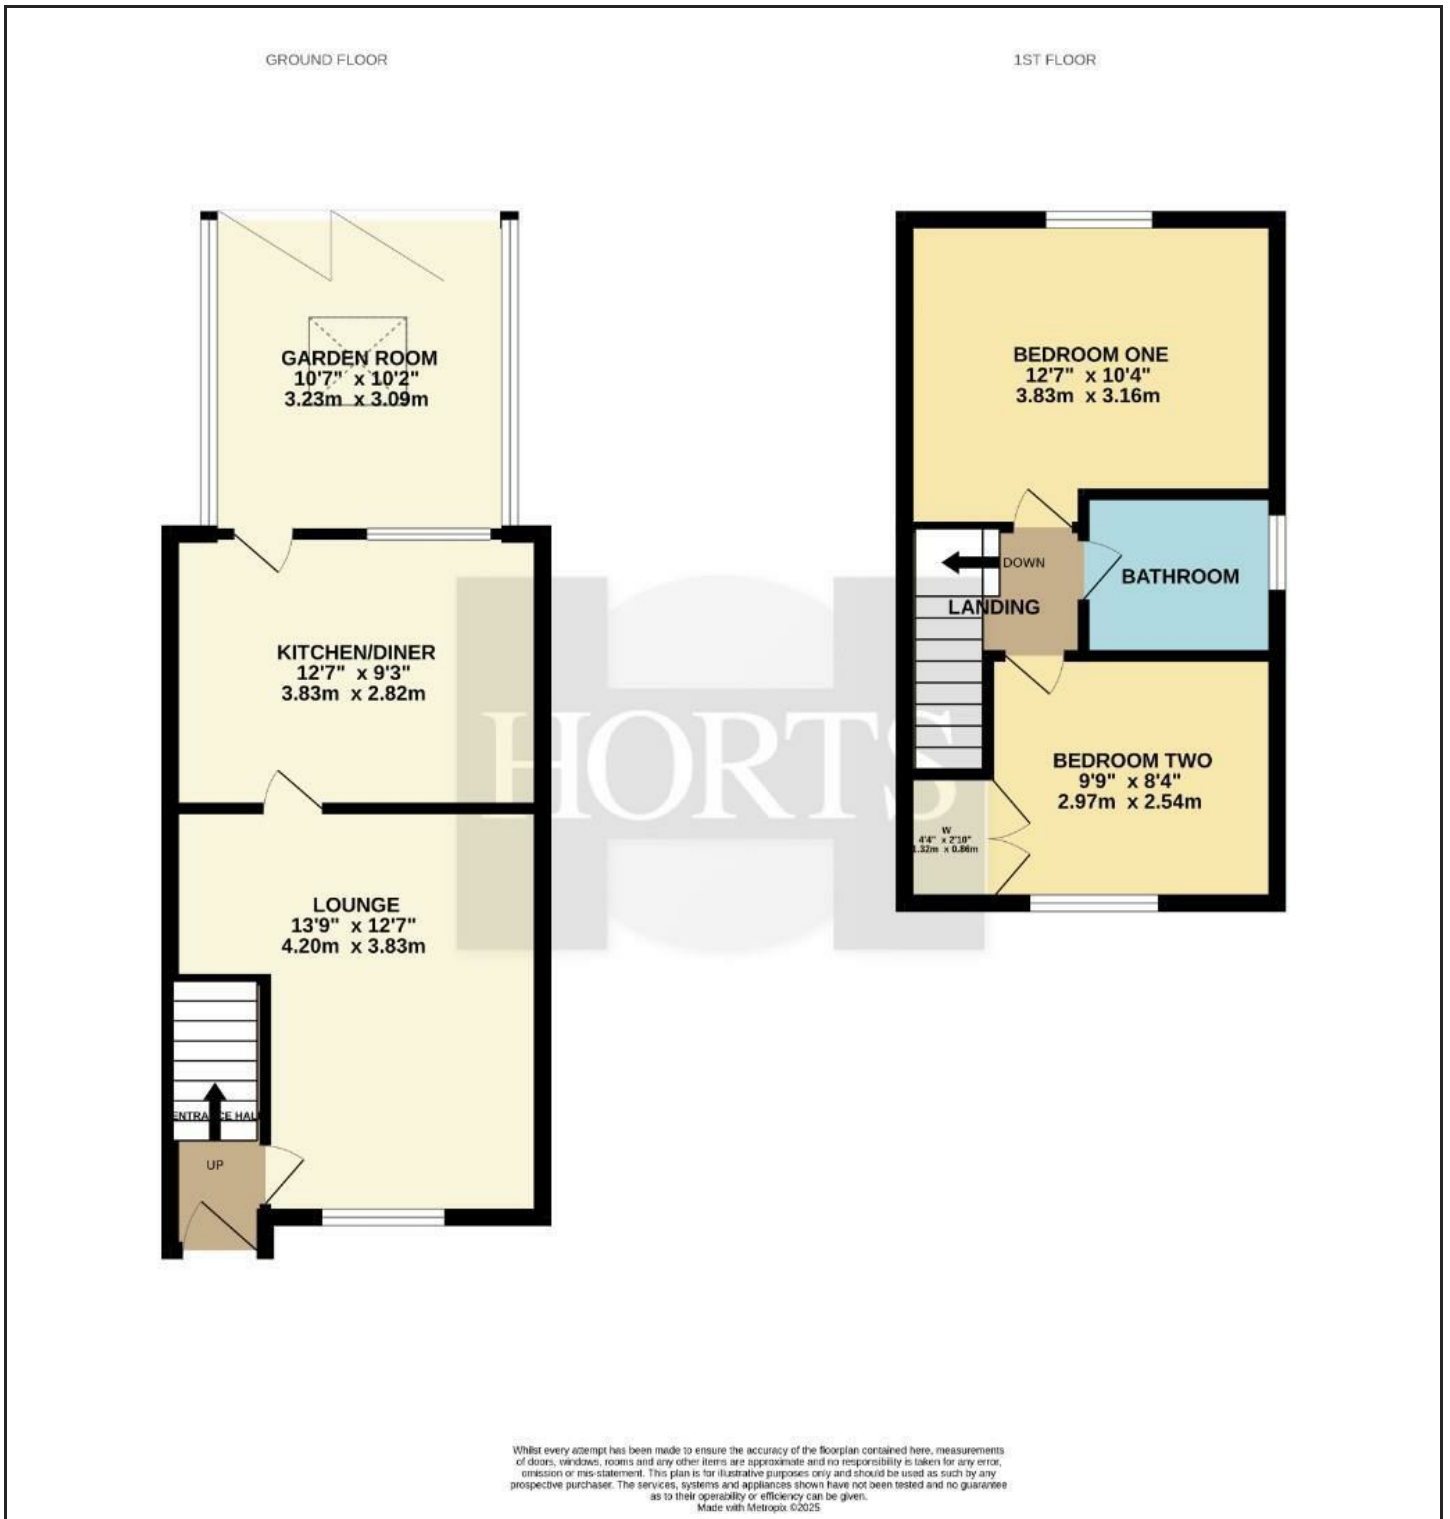 GROUND FLOOR
1ST FLOOR
GARDEN ROOM
10'7" x 10'2"
3.23m x 3.09m
KITCHEN/DINER
12'7" x 9'3"
3.83m x 2.82m
LOUNGE
13'9" x 12'7"
4.20m x 3.83m
ENTRANCE HALL
UP
BEDROOM ONE
12'7" x 10'4"
3.83m x 3.16m
DOWN
LANDING
BATHROOM
BEDROOM TWO
9'9" x 8'4"
2.97m x 2.54m
W
4'4" x 2'10"
1.32m x 0.86m
HORTS
Whilst every attempt has been made to ensure the accuracy of the floorplan contained here, measurements
of doors, windows, rooms and any other items are approximate and no responsibility is taken for any error,
omission or mis-statement. This plan is for illustrative purposes only and should be used as such by any
prospective purchaser. The services, systems and appliances shown have not been tested and no guarantee
as to their operability or efficiency can be given.
Made with Metropix ©2025